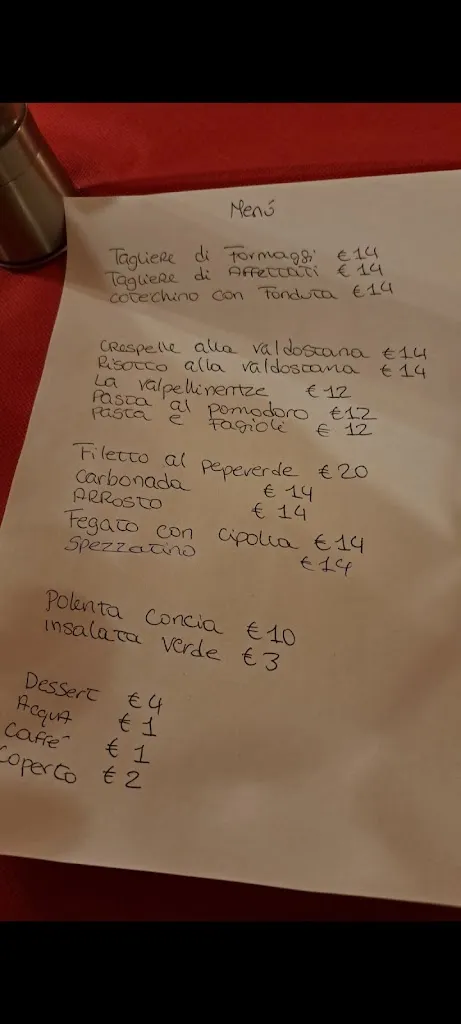 Menú
Tagliere di Formaggi €14
Tagliere di Affettati €14
cotechino con Fonduta €14
crespelle alla valdostana €14
Risotto alla valdostana €14
La valpellinentze €12
Pasta al pomodoro €12
Pasta e Fagioli € 12
Filetto al pepeverde €20
carbonada € 14
ARROSTO € 14
Fegato con cipolla €14
Spezzatino €14
Polenta concia €10
insalata verde €3
Dessert €4
Acqua €1
caffè €1
coperto €2